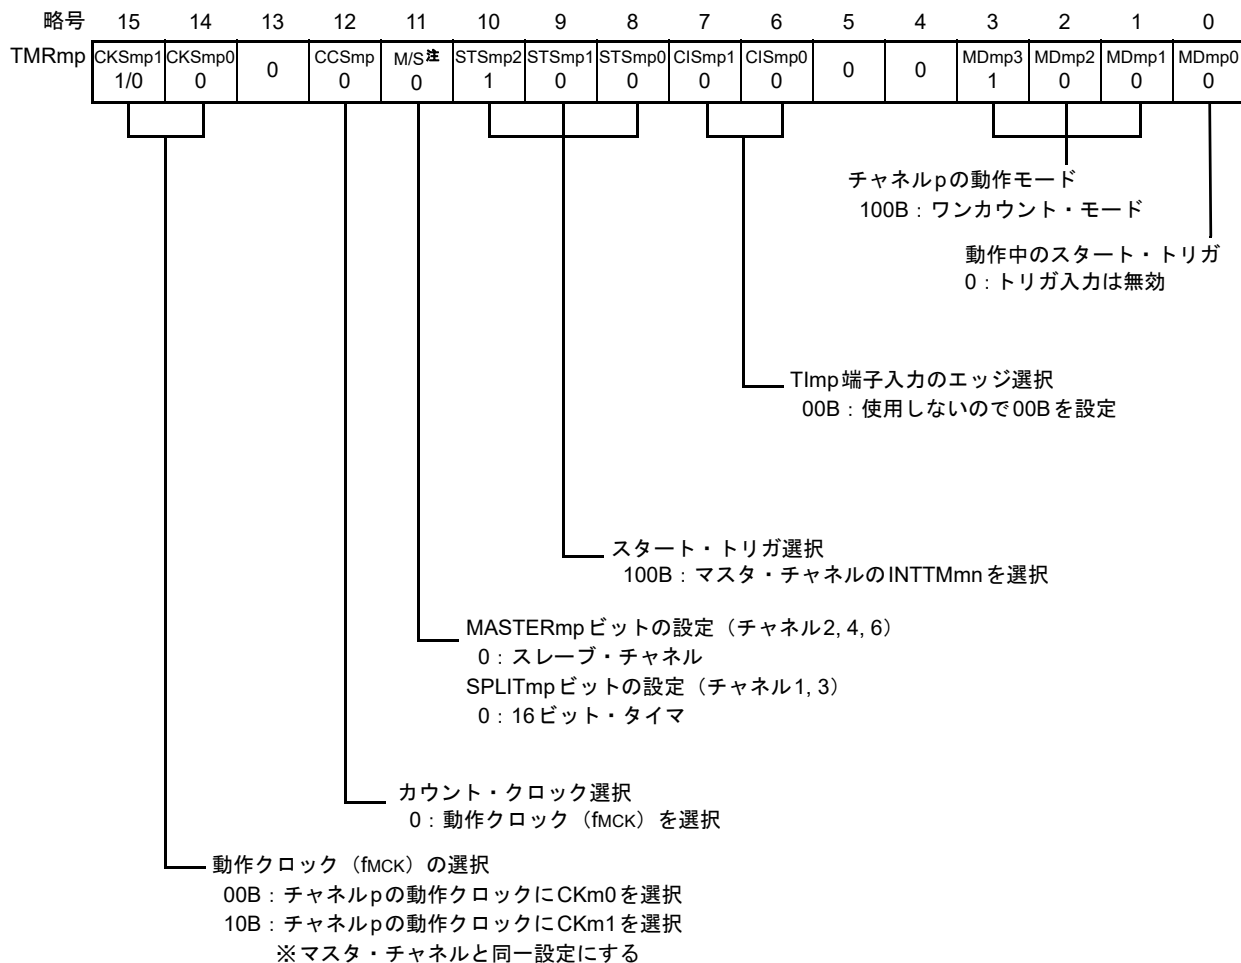 略号 15 14 13 12 11 10 9 8 7 6 5 4 3 2 1 0
TMRmp CKSmp1 CKSmp0 0 CCSmp M/S注 STSmp2 STSmp1 STSmp0 CISmp1 CISmp0 0 0 MDmp3 MDmp2 MDmp1 MDmp0
1/0 0 0 0 1 0 0 0 0 1 0 0 0
チャネルpの動作モード
100B：ワンカウント・モード
動作中のスタート・トリガ
0：トリガ入力は無効
TImp端子入力のエッジ選択
00B：使用しないので00Bを設定
スタート・トリガ選択
100B：マスタ・チャネルのINTTMmnを選択
MASTERmpビットの設定（チャネル2, 4, 6）
0：スレーブ・チャネル
SPLITmpビットの設定（チャネル1, 3）
0：16ビット・タイマ
カウント・クロック選択
0：動作クロック（fMCK）を選択
動作クロック（fMCK）の選択
00B：チャネルpの動作クロックにCKm0を選択
10B：チャネルpの動作クロックにCKm1を選択
※マスタ・チャネルと同一設定にする